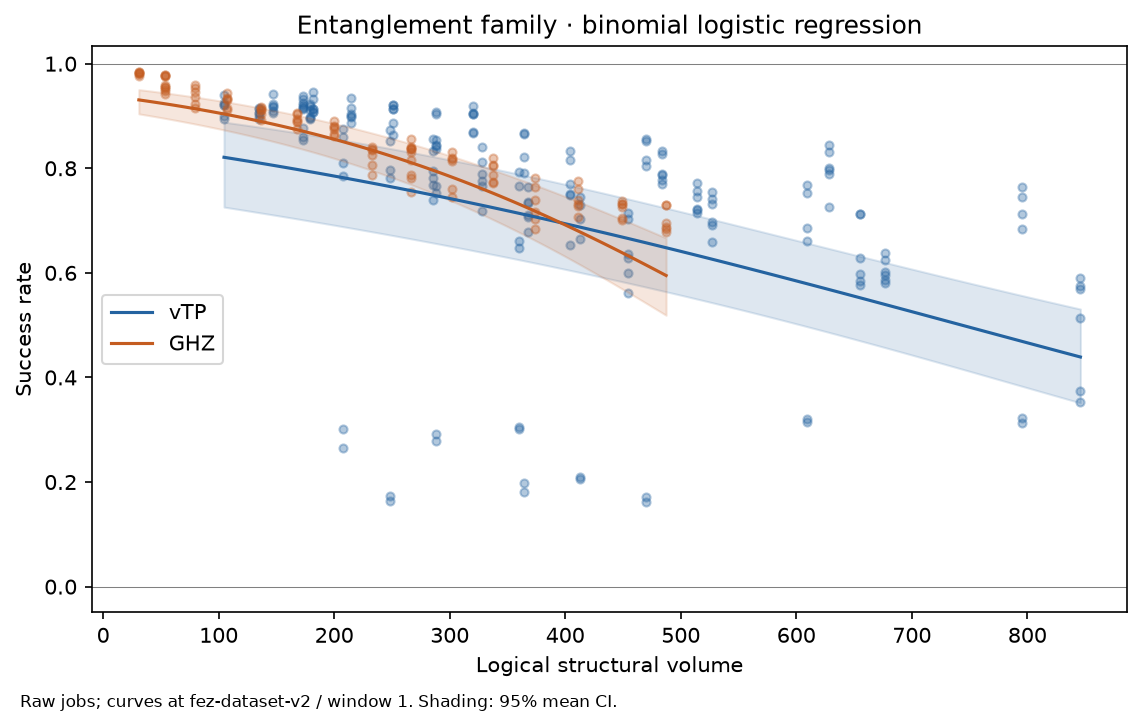 Entanglement family · binomial logistic regression
Success rate
1.0
0.8
0.6
0.4
0.2
0.0
vTP
GHZ
0 100 200 300 400 500 600 700 800
Logical structural volume
Raw jobs; curves at fez-dataset-v2 / window 1. Shading: 95% mean CI.